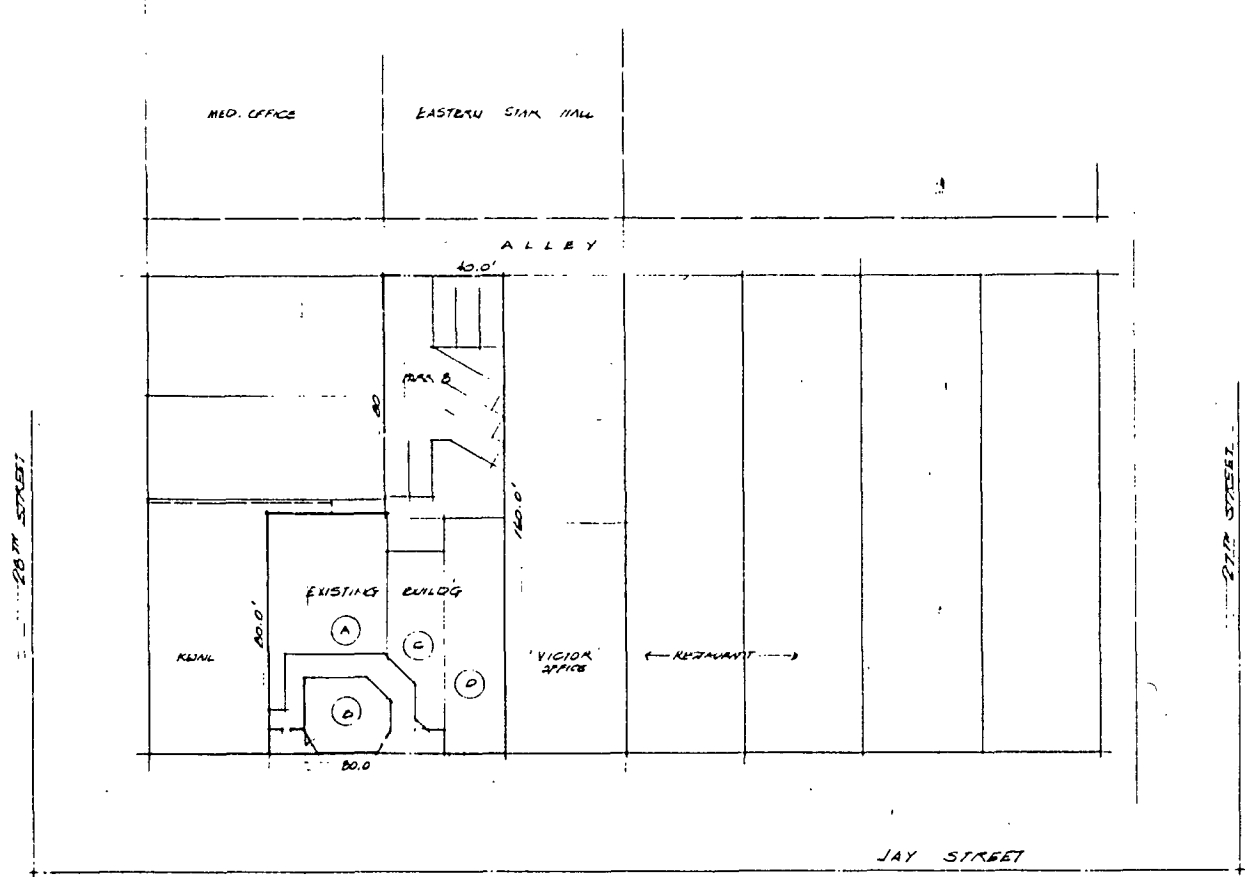 MED. OFFICE
EASTERN STAR HALL
ALLEY
40.0'
80
160.0'
28TH STREET
27TH STREET
EXISTING BUILDG
80.0'
A
C
KWNL
"VICTOR"
OFFICE
RESTAURANT
D
B
80.0
JAY STREET